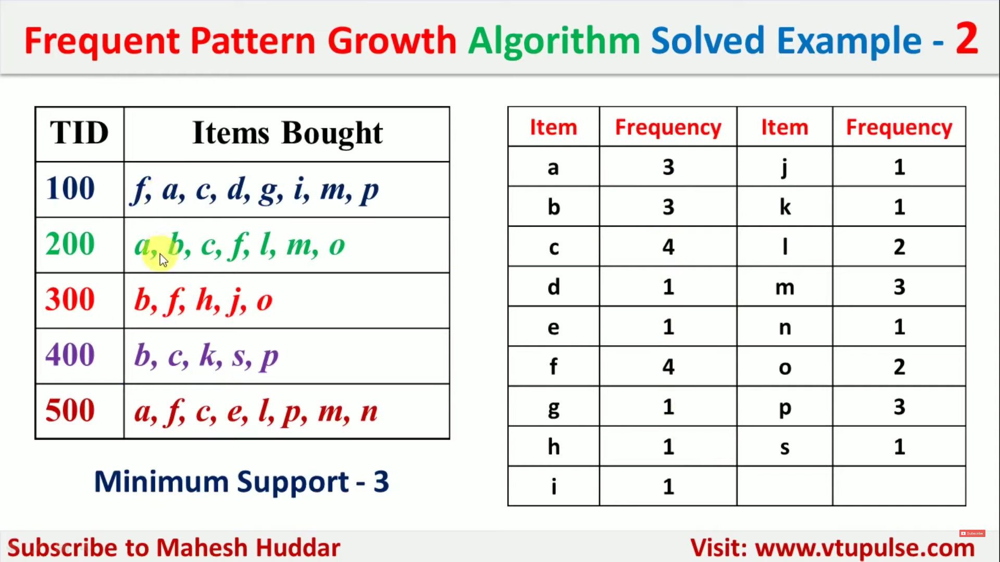 Frequent Pattern Growth Algorithm Solved Example - 2
TID Items Bought
100 f, a, c, d, g, i, m, p
200 a, b, c, f, l, m, o
300 b, f, h, j, o
400 b, c, k, s, p
500 a, f, c, e, l, p, m, n
Minimum Support - 3
Item Frequency Item Frequency
a 3 j 1
b 3 k 1
c 4 l 2
d 1 m 3
e 1 n 1
f 4 o 2
g 1 p 3
h 1 s 1
i 1
Subscribe
Subscribe to Mahesh Huddar
Visit: www.vtupulse.com